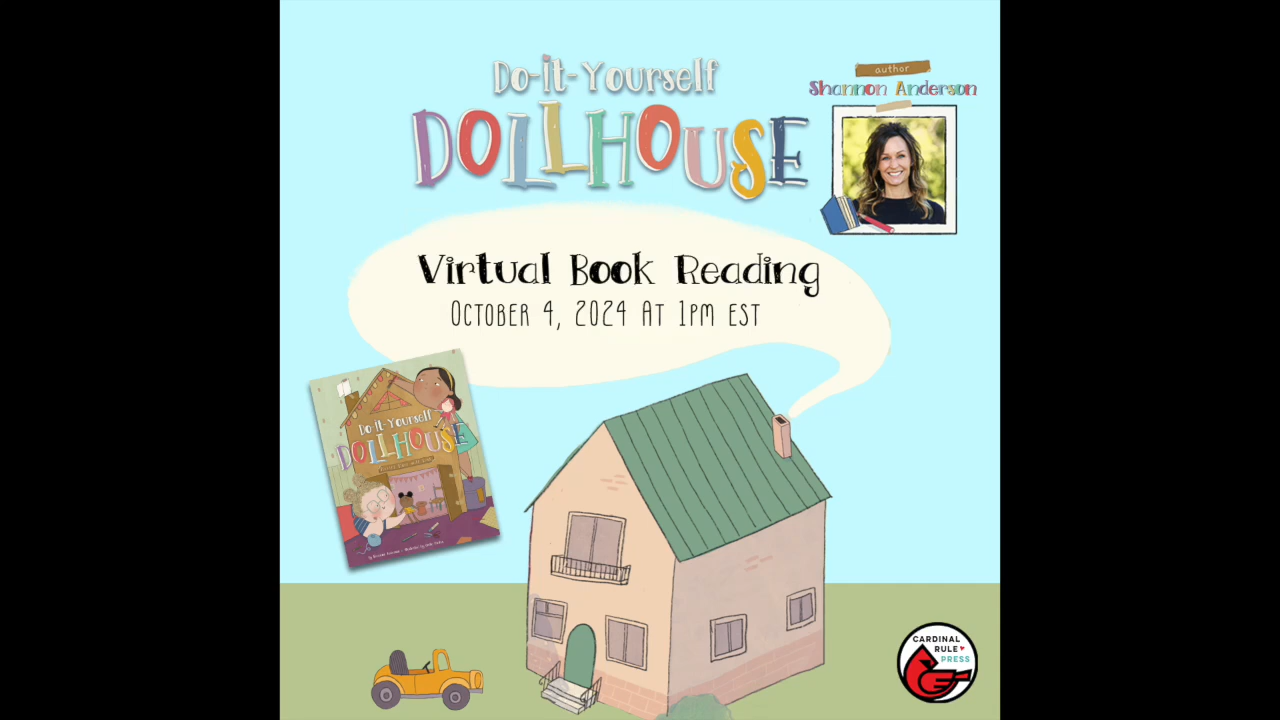 Do-it-Yourself
DOLLHOUSE
author
Shannon Anderson
Virtual Book Reading
October 4, 2024 At 1pm EST
Do-it-Yourself
DOLLHOUSE
CARDINAL
RULE
PRESS